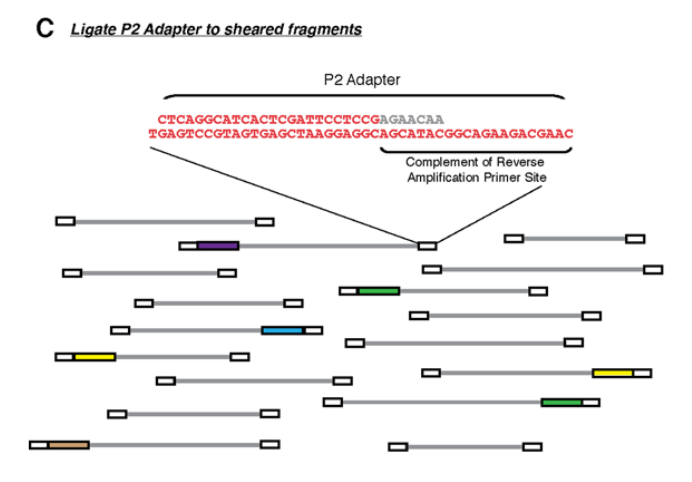 C Ligate P2 Adapter to sheared fragments
P2 Adapter
CTCAGGCATCACTCGATTCCTCCGAGAACAA
TGAGTCCGTAGTGAGCTAAGGAGGCAGCATACGGCAGAAGACGAAC
Complement of Reverse
Amplification Primer Site